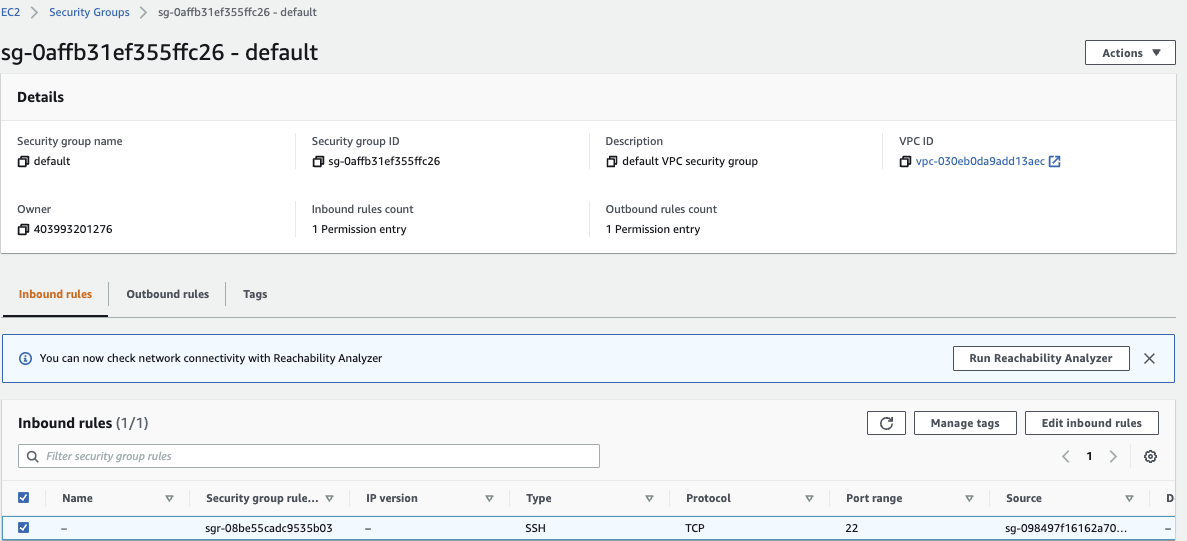 EC2 > Security Groups > sg-0affb31ef355ffc26 - default
sg-0affb31ef355ffc26 - default
Actions
Details
Security group name
default
Security group ID
sg-0affb31ef355ffc26
Description
default VPC security group
VPC ID
vpc-030eb0da9add13aec
Owner
403993201276
Inbound rules count
1 Permission entry
Outbound rules count
1 Permission entry
Inbound rules Outbound rules Tags
You can now check network connectivity with Reachability Analyzer
Run Reachability Analyzer
Inbound rules (1/1)
Manage tags
Edit inbound rules
Filter security group rules
1
Name Security group rule... IP version Type Protocol Port range Source D
– sgr-08be55cadc9535b03 – SSH TCP 22 sg-098497f16162a70... –